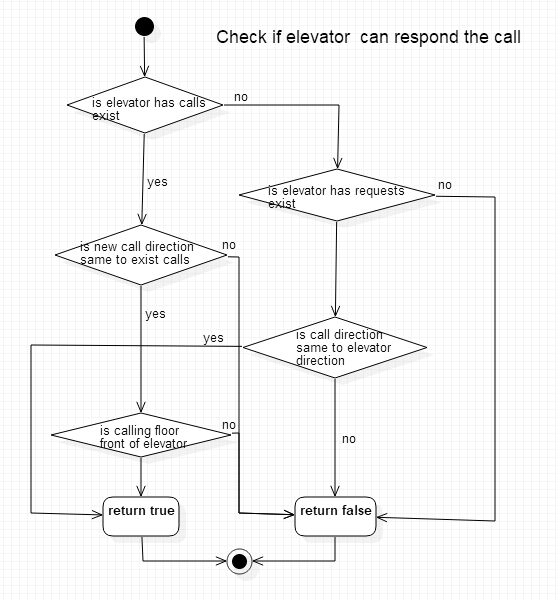 Check if elevator can respond the call
is elevator has calls
exist
no
yes
is elevator has requests
exist
no
is new call direction
same to exist calls
no
yes
is call direction
same to elevator
direction
yes
no
is calling floor
front of elevator
no
return true
return false